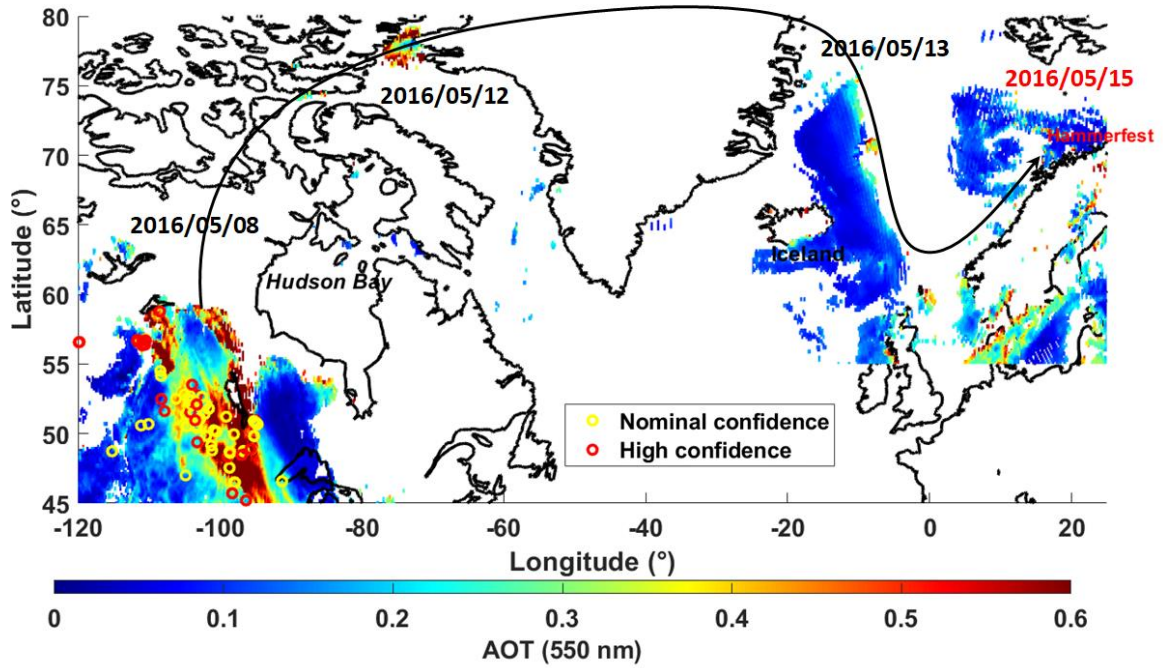 80
75
70
65
60
55
50
45
Latitude (°)
2016/05/13
2016/05/12
2016/05/15
Hammerfest
2016/05/08
Iceland
Hudson Bay
Nominal confidence
High confidence
-120 -100 -80 -60 -40 -20 0 20
Longitude (°)
0 0.1 0.2 0.3 0.4 0.5 0.6
AOT (550 nm)